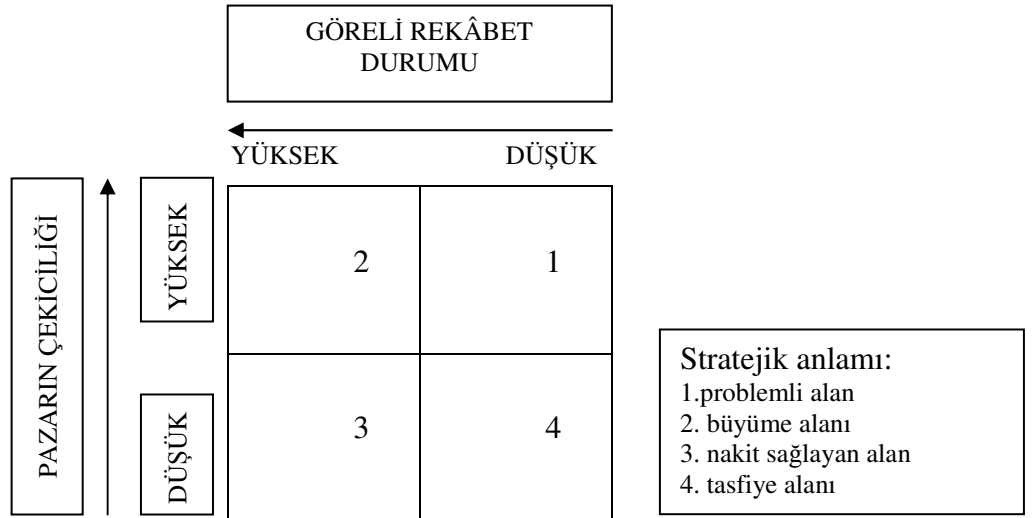 GÖRELİ REKÂBET
DURUMU
YÜKSEK DÜŞÜK
PAZARIN ÇEKİCİLİĞİ
YÜKSEK
2 1
DÜŞÜK
3 4
Stratejik anlamı:
1.problemli alan
2. büyüme alanı
3. nakit sağlayan alan
4. tasfiye alanı